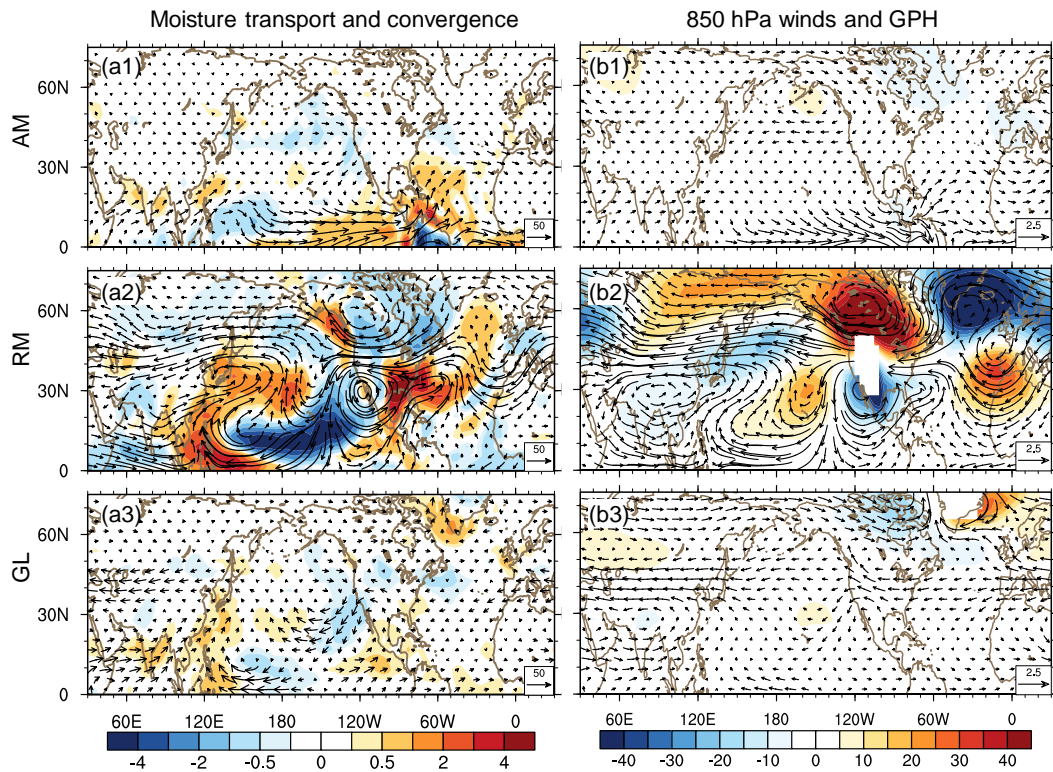 Moisture transport and convergence 850 hPa winds and GPH
AM
(a1) (b1)
60N
30N
0
50 2.5
RM
(a2) (b2)
60N
30N
0
50 2.5
GL
(a3) (b3)
60N
30N
0
50 2.5
60E 120E 180 120W 60W 0 60E 120E 180 120W 60W 0
-4 -2 -0.5 0 0.5 2 4 -40 -30 -20 -10 0 10 20 30 40